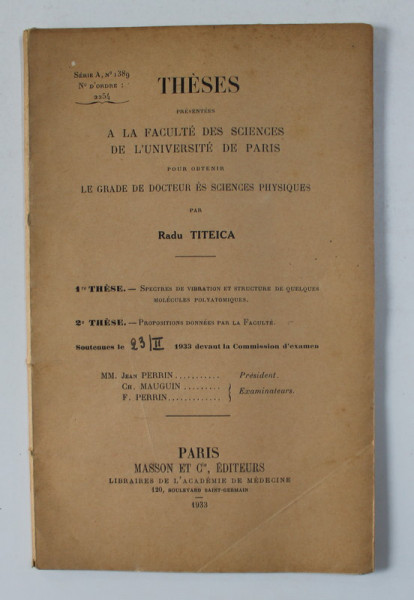 Série A, Nº 1389
Nº D'ORDRE :
2254
THÈSES
PRÉSENTÉES
A LA FACULTÉ DES SCIENCES
DE L'UNIVERSITÉ DE PARIS
POUR OBTENIR
LE GRADE DE DOCTEUR ÈS SCIENCES PHYSIQUES
PAR
Radu TITEICA
1re THÈSE. — Spectres de vibration et structure de quelques
molécules polyatomiques.
2e THÈSE. — Propositions données par la Faculté.
Soutenues le 23/II 1933 devant la Commission d'examen
MM. Jean PERRIN........... Président.
Ch. MAUGUIN ......... } Examinateurs.
F. PERRIN.............
PARIS
MASSON ET Cie, ÉDITEURS
LIBRAIRES DE L'ACADÉMIE DE MÉDECINE
120, BOULEVARD SAINT-GERMAIN
1933